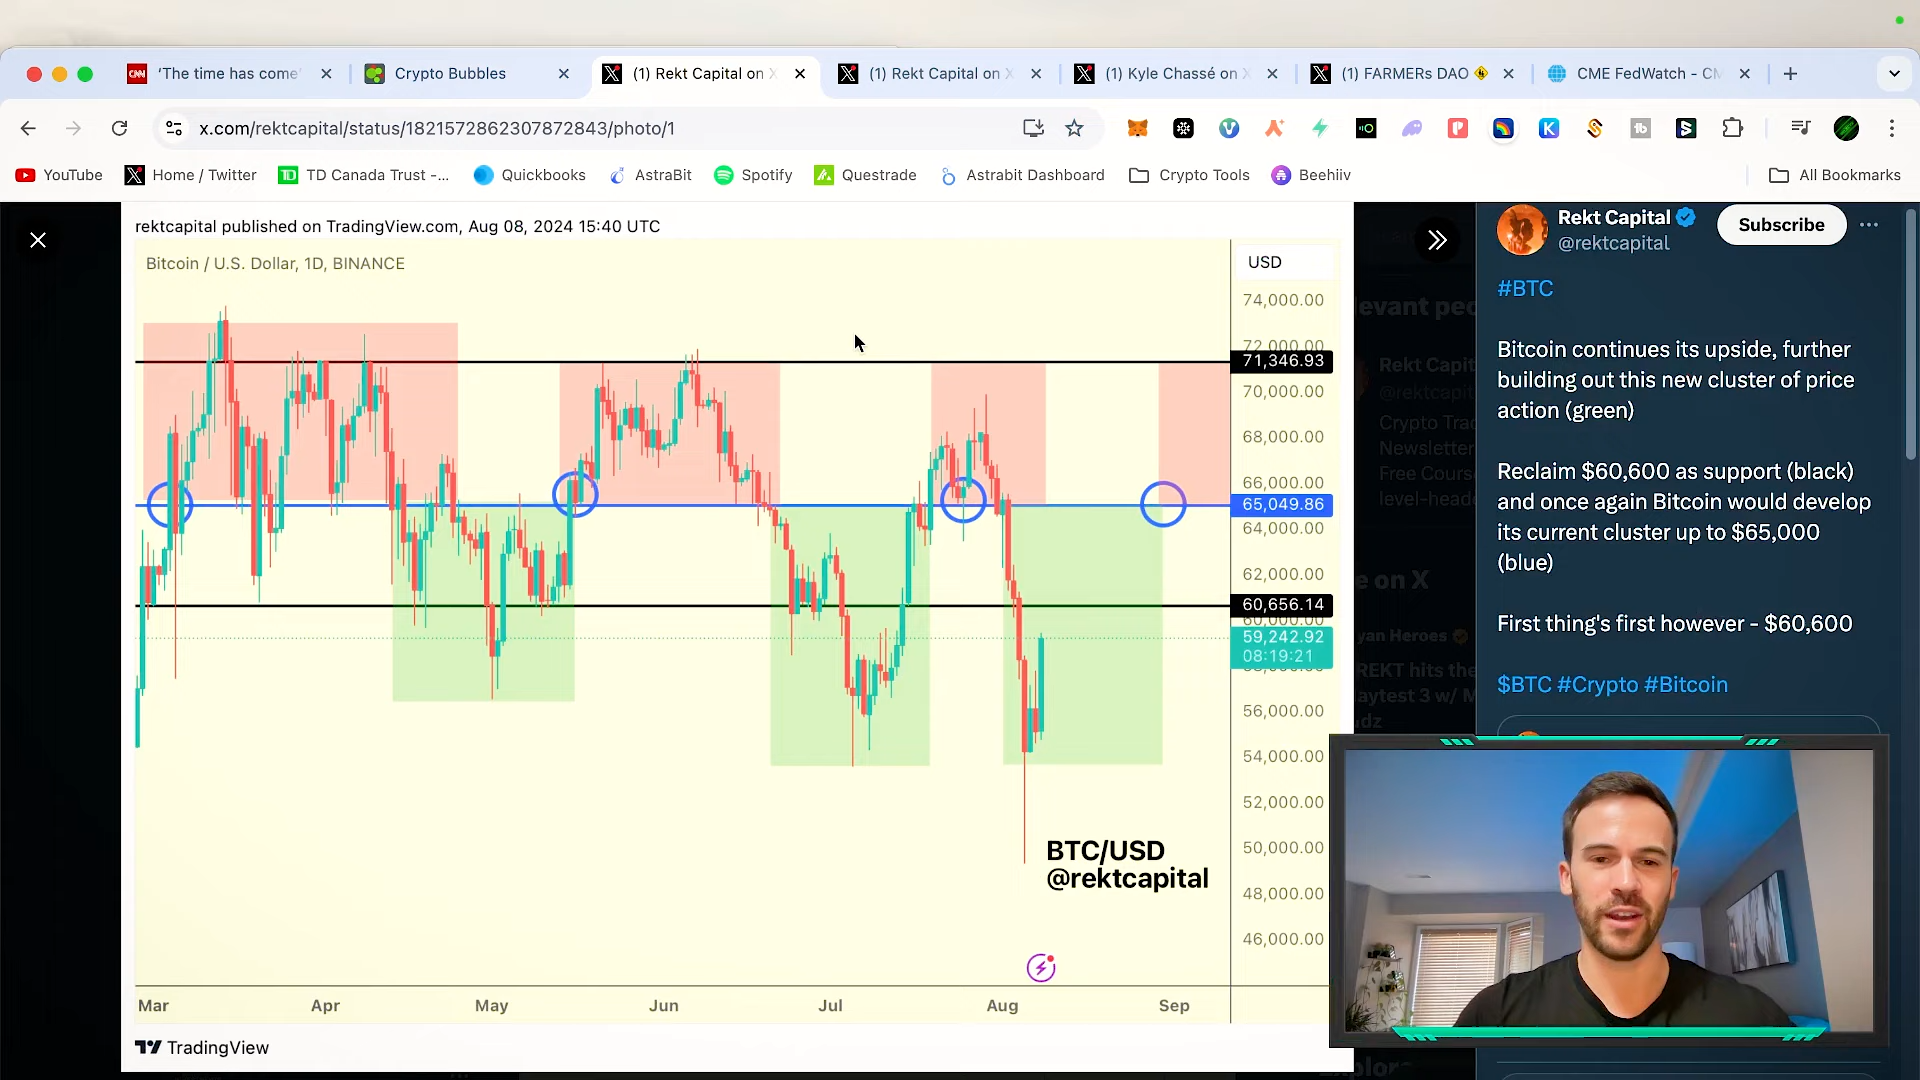 'The time has come'
Crypto Bubbles
(1) Rekt Capital on X
(1) Rekt Capital on X
(1) Kyle Chassé on X
(1) FARMERs DAO
CME FedWatch - CM
x.com/rektcapital/status/1821572862307872843/photo/1
YouTube
Home / Twitter
TD Canada Trust -...
Quickbooks
AstraBit
Spotify
Questrade
Astrabit Dashboard
Crypto Tools
Beehiiv
All Bookmarks
rektcapital published on TradingView.com, Aug 08, 2024 15:40 UTC
Bitcoin / U.S. Dollar, 1D, BINANCE
USD
74,000.00
72,000.00
71,346.93
70,000.00
68,000.00
66,000.00
65,049.86
64,000.00
62,000.00
60,656.14
60,000.00
59,242.92
08:19:21
56,000.00
54,000.00
52,000.00
50,000.00
48,000.00
46,000.00
BTC/USD
@rektcapital
Mar
Apr
May
Jun
Jul
Aug
Sep
TradingView
Rekt Capital
@rektcapital
Subscribe
#BTC
Bitcoin continues its upside, further
building out this new cluster of price
action (green)
Reclaim $60,600 as support (black)
and once again Bitcoin would develop
its current cluster up to $65,000
(blue)
First thing's first however - $60,600
$BTC #Crypto #Bitcoin